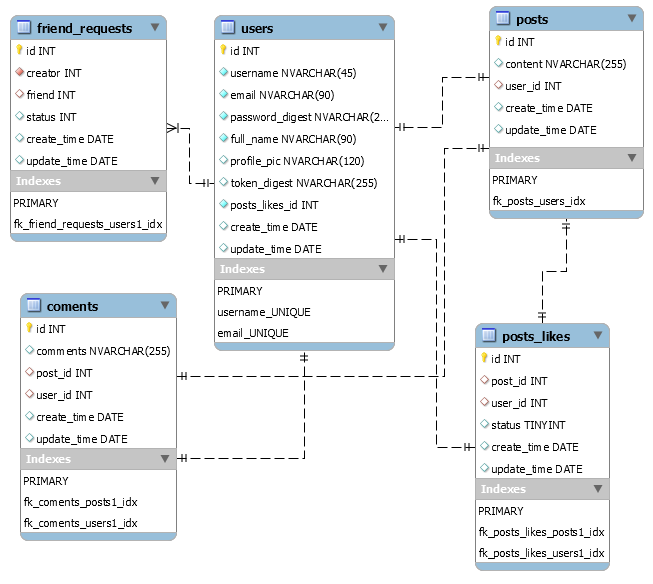 friend_requests
id INT
creator INT
friend INT
status INT
create_time DATE
update_time DATE
Indexes
PRIMARY
fk_friend_requests_users1_idx
users
id INT
username NVARCHAR(45)
email NVARCHAR(90)
password_digest NVARCHAR(2...
full_name NVARCHAR(90)
profile_pic NVARCHAR(120)
token_digest NVARCHAR(255)
posts_likes_id INT
create_time DATE
update_time DATE
Indexes
PRIMARY
username_UNIQUE
email_UNIQUE
posts
id INT
content NVARCHAR(255)
user_id INT
create_time DATE
update_time DATE
Indexes
PRIMARY
fk_posts_users_idx
coments
id INT
comments NVARCHAR(255)
post_id INT
user_id INT
create_time DATE
update_time DATE
Indexes
PRIMARY
fk_coments_posts1_idx
fk_coments_users1_idx
posts_likes
id INT
post_id INT
user_id INT
status TINYINT
create_time DATE
update_time DATE
Indexes
PRIMARY
fk_posts_likes_posts1_idx
fk_posts_likes_users1_idx